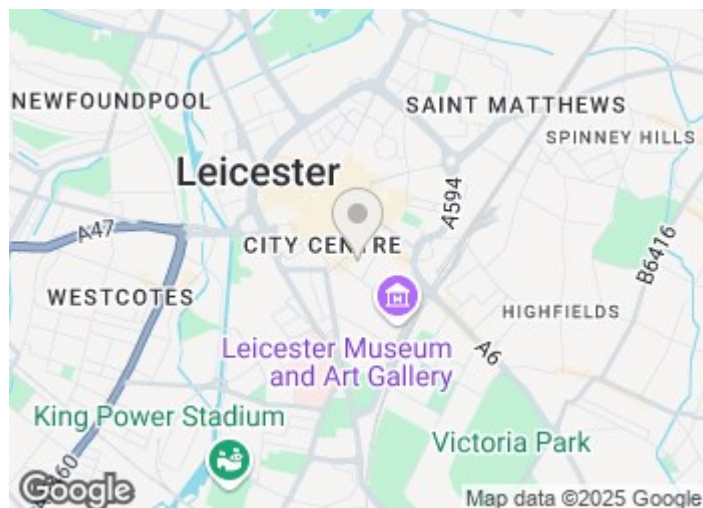 NEWFOUNDPOOL
SAINT MATTHEWS
SPINNEY HILLS
Leicester
A594
A47
CITY CENTRE
B6416
WESTCOTES
HIGHFIELDS
A6
Leicester Museum
and Art Gallery
King Power Stadium
Victoria Park
60
Google
Map data ©2025 Google